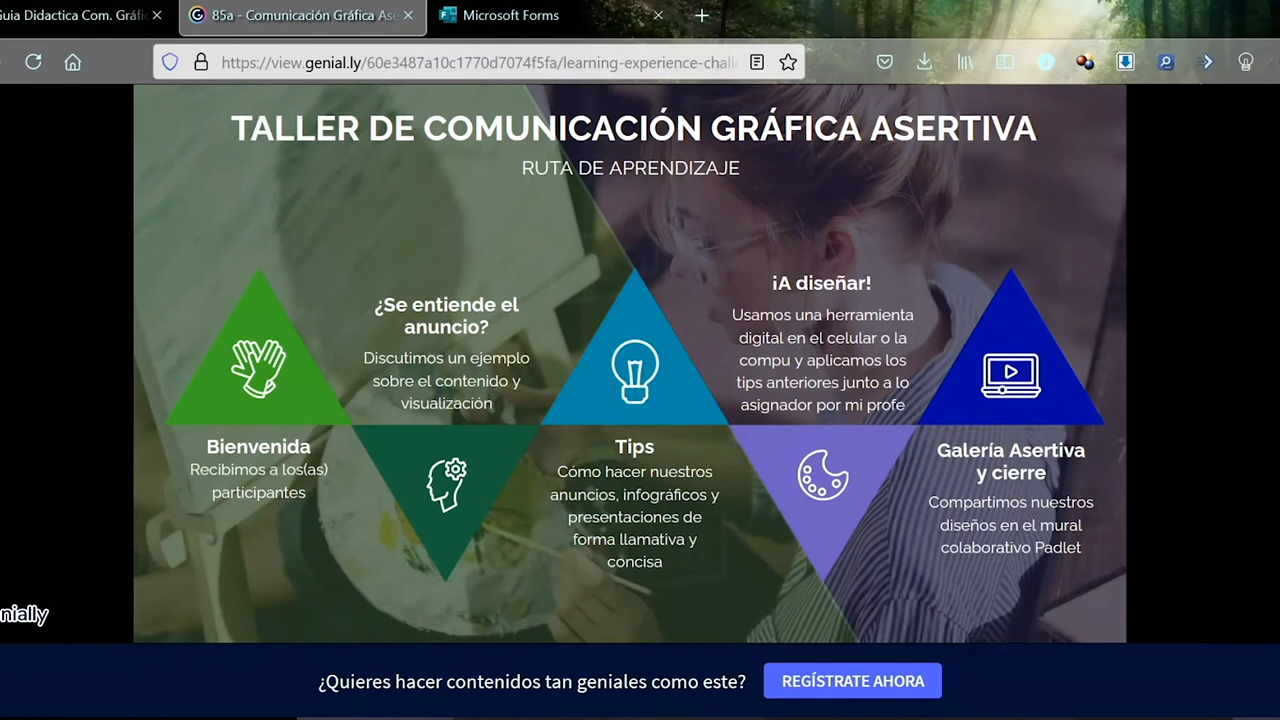 Guia Didactica Com. Gráfic
85a - Comunicación Gráfica Ase
Microsoft Forms
https://view.genial.ly/60e3487a10c1770d7074f5fa/learning-experience-chall
TALLER DE COMUNICACIÓN GRÁFICA ASERTIVA
RUTA DE APRENDIZAJE
¿Se entiende el
anuncio?
Discutimos un ejemplo
sobre el contenido y
visualización
¡A diseñar!
Usamos una herramienta
digital en el celular o la
compu y aplicamos los
tips anteriores junto a lo
asignador por mi profe
Bienvenida
Recibimos a los(as)
participantes
Tips
Cómo hacer nuestros
anuncios, infográficos y
presentaciones de
forma llamativa y
concisa
Galería Asertiva
y cierre
Compartimos nuestros
diseños en el mural
colaborativo Padlet
nially
¿Quieres hacer contenidos tan geniales como este?
REGÍSTRATE AHORA